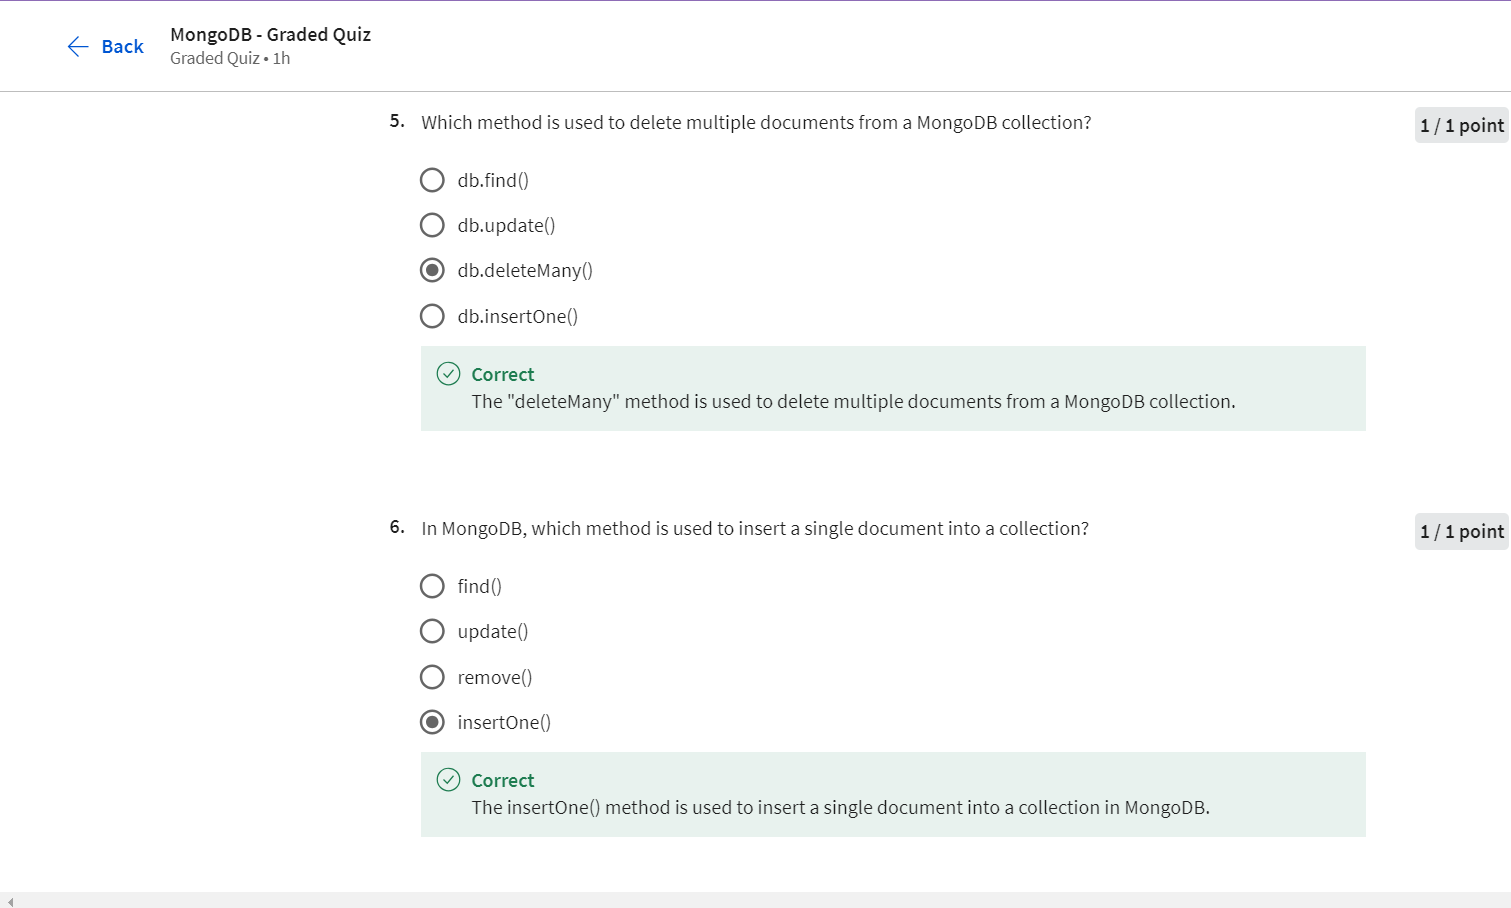 Back
MongoDB - Graded Quiz
Graded Quiz • 1h
5. Which method is used to delete multiple documents from a MongoDB collection?
1 / 1 point
db.find()
db.update()
db.deleteMany()
db.insertOne()
Correct
The "deleteMany" method is used to delete multiple documents from a MongoDB collection.
6. In MongoDB, which method is used to insert a single document into a collection?
1 / 1 point
find()
update()
remove()
insertOne()
Correct
The insertOne() method is used to insert a single document into a collection in MongoDB.